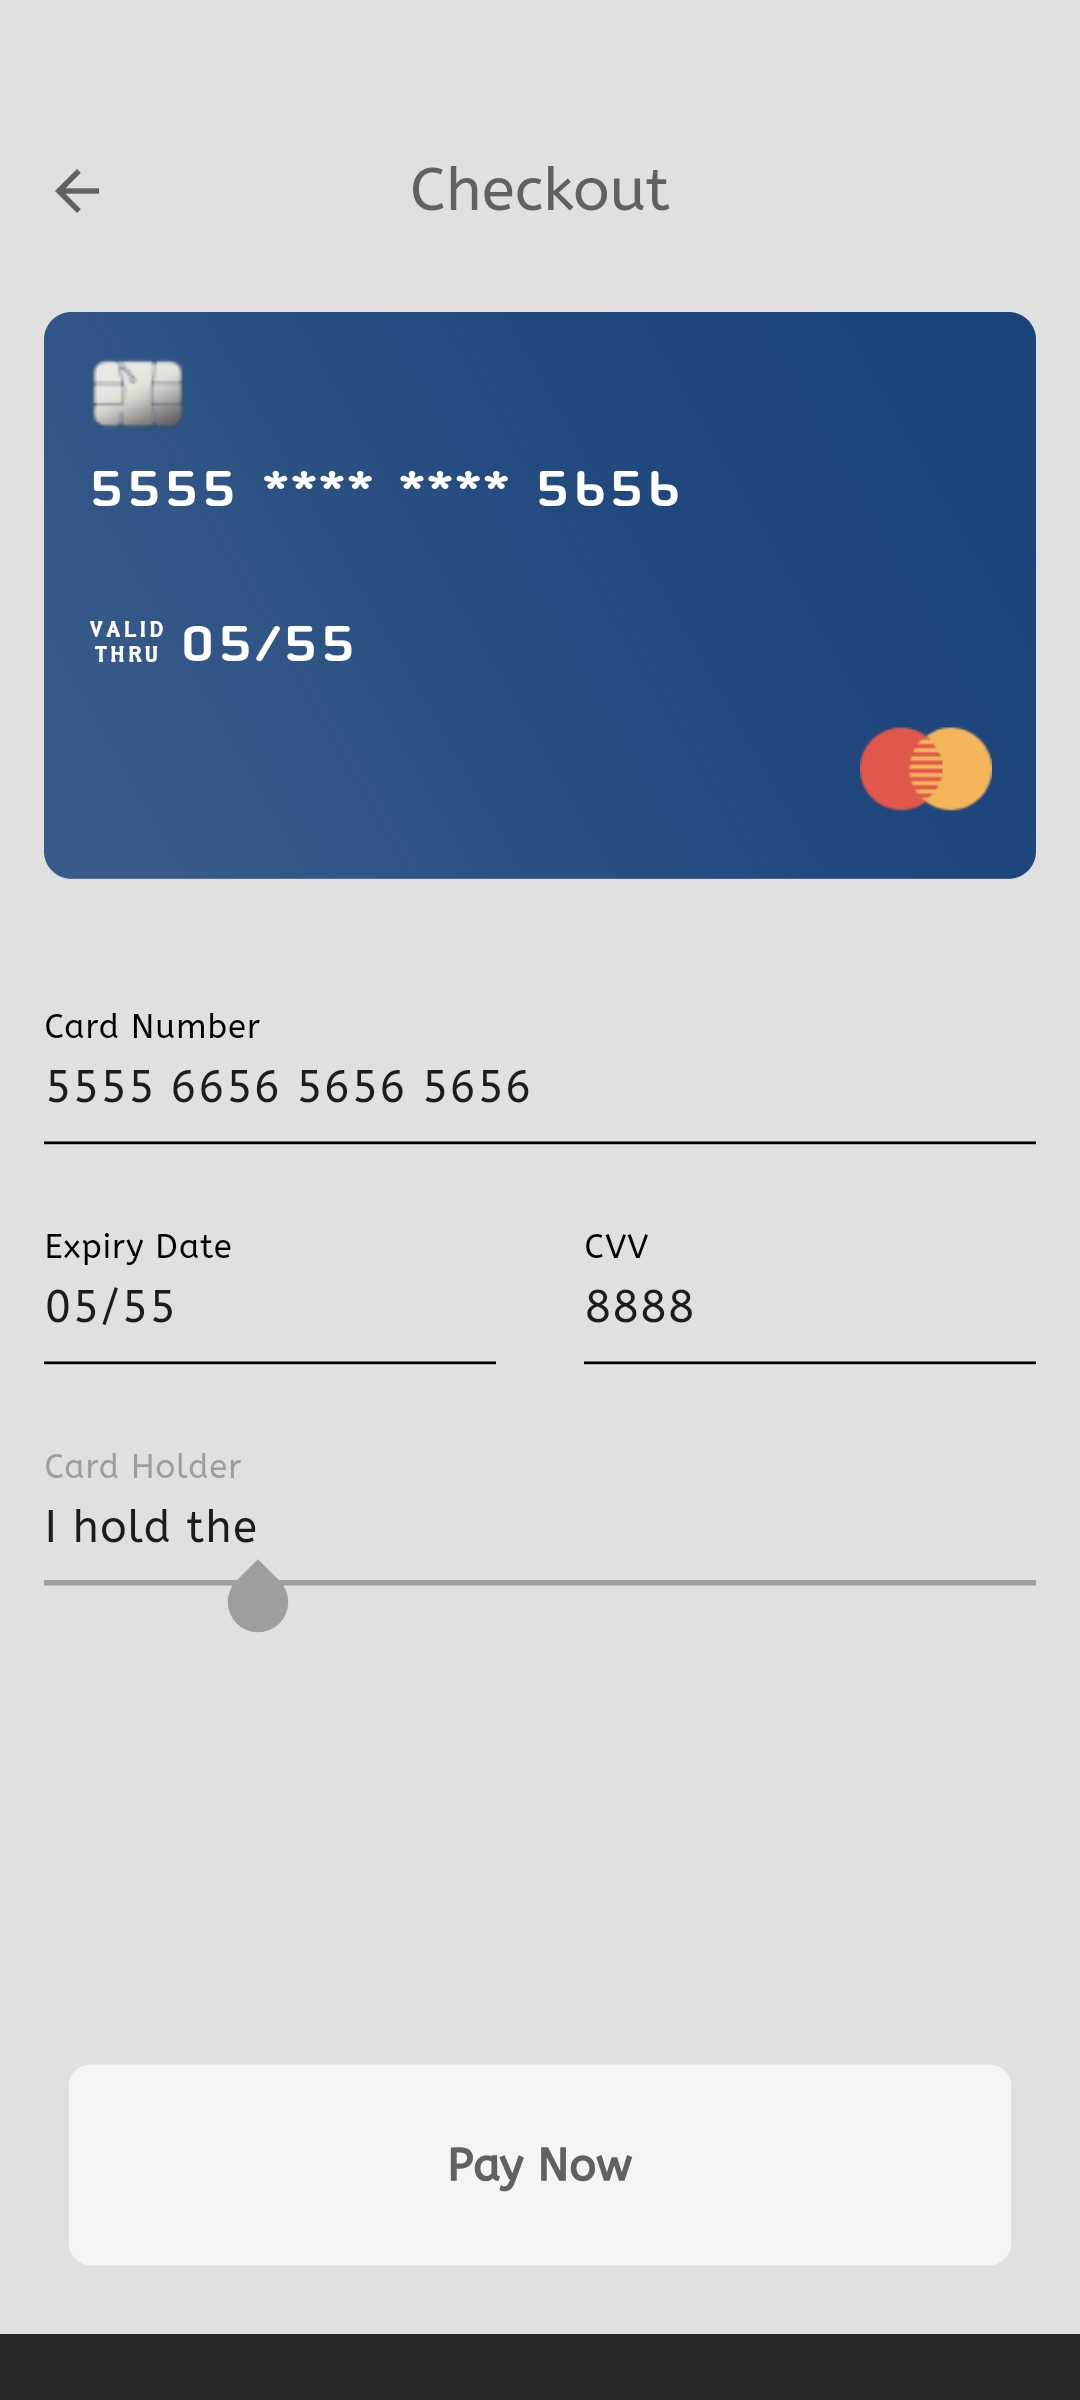 Checkout
5555 **** **** 5656
VALID
THRU 05/55
Card Number
5555 6656 5656 5656
Expiry Date
CVV
05/55
8888
Card Holder
I hold the
Pay Now